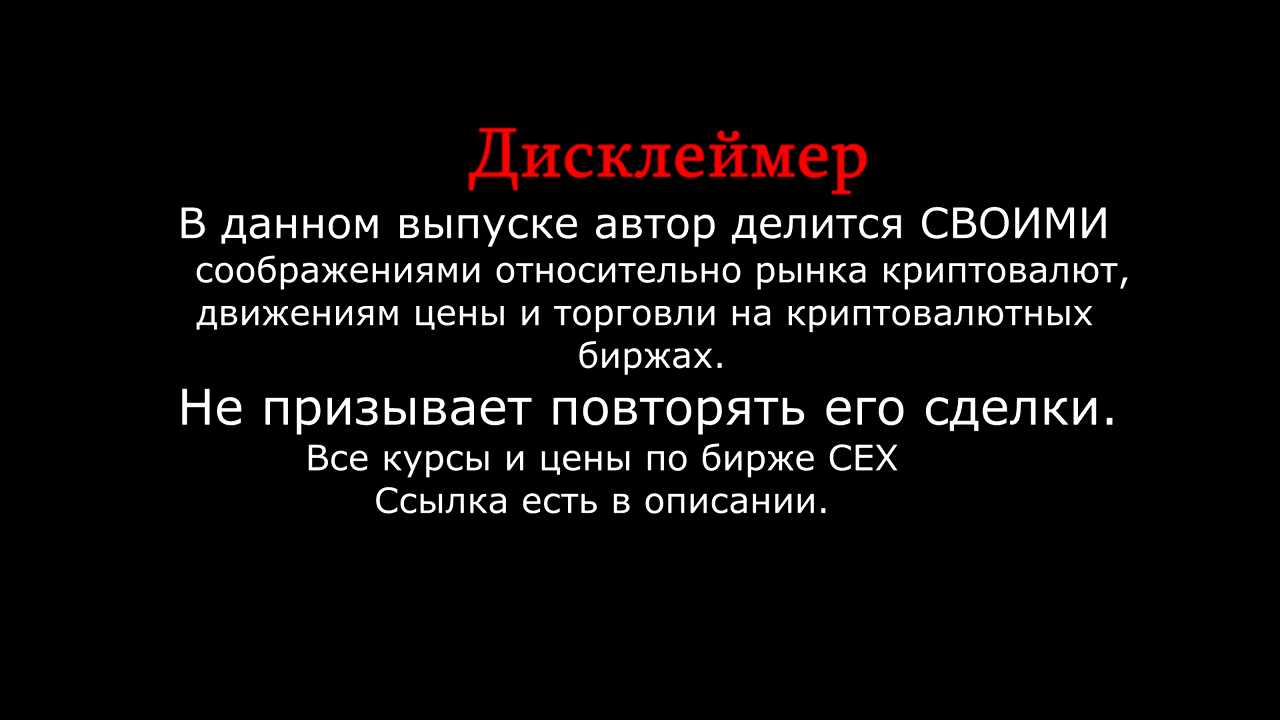 Дисклеймер
В данном выпуске автор делится СВОИМИ
соображениями относительно рынка криптовалют,
движениям цены и торговли на криптовалютных
биржах.
Не призывает повторять его сделки.
Все курсы и цены по бирже CEX
Ссылка есть в описании.